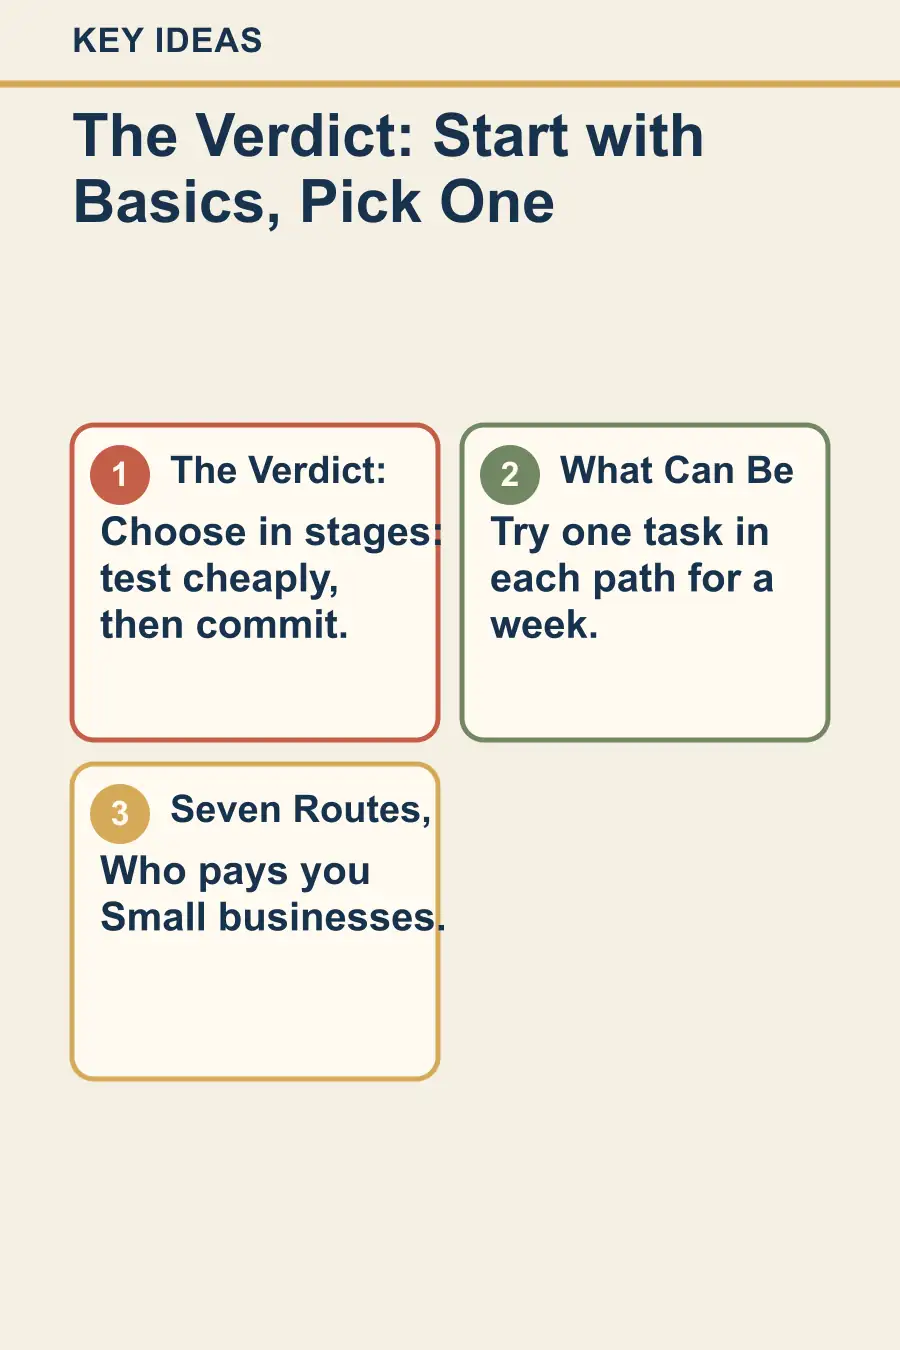 KEY IDEAS
The Verdict: Start with
Basics, Pick One
1 The Verdict:
Choose in stages:
test cheaply,
then commit.
2 What Can Be
Try one task in
each path for a
week.
3 Seven Routes,
Who pays you
Small businesses.